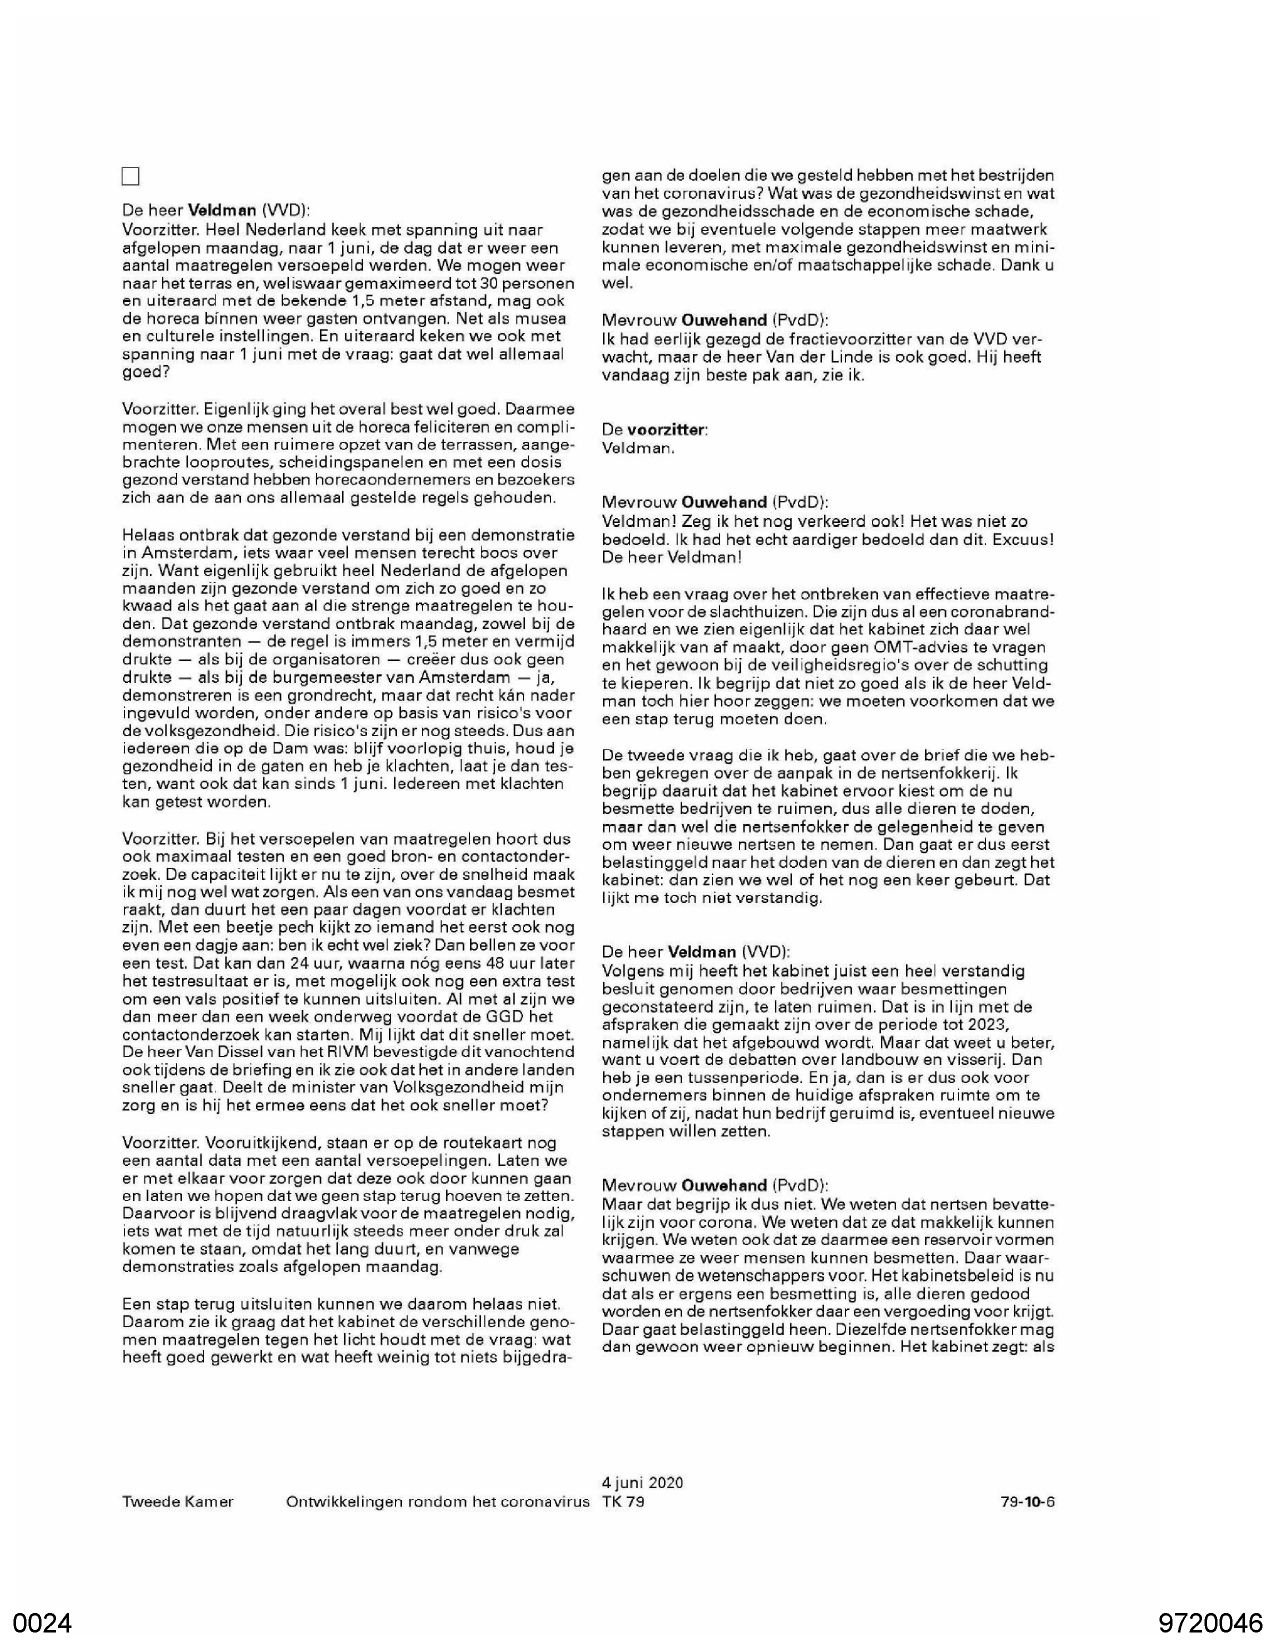 De heer Veldman (VVD):
Voorzitter. Heel Nederland keek met spanning uit naar
afgelopen maandag, naar 1 juni, de dag dat er weer een
aantal maatregelen versoepeld werden. We mogen weer
naar het terras en, weliswaar gemaximeerd tot 30 personen
en uiteraard met de bekende 1,5 meter afstand, mag ook
de horeca bínnen weer gasten ontvangen. Net als musea
en culturele instellingen. En uiteraard keken we ook met
spanning naar 1 juni met de vraag: gaat dat wel allemaal
goed?
Voorzitter. Eigenlijk ging het overal best wel goed. Daarmee
mogen we onze mensen uit de horeca feliciteren en compli-
menteren. Met een ruimere opzet van de terrassen, aange-
brachte looproutes, scheidingspanelen en met een dosis
gezond verstand hebben horecaondernemers en bezoekers
zich aan de aan ons allemaal gestelde regels gehouden.
Helaas ontbrak dat gezonde verstand bij een demonstratie
in Amsterdam, iets waar veel mensen terecht boos over
zijn. Want eigenlijk gebruikt heel Nederland de afgelopen
maanden zijn gezonde verstand om zich zo goed en zo
kwaad als het gaat aan al die strenge maatregelen te hou-
den. Dat gezonde verstand ontbrak maandag, zowel bij de
demonstranten — de regel is immers 1,5 meter en vermijd
drukte — als bij de organisatoren — creëer dus ook geen
drukte — als bij de burgemeester van Amsterdam — ja,
demonstreren is een grondrecht, maar dat recht kán nader
ingevuld worden, onder andere op basis van risico's voor
de volksgezondheid. Die risico's zijn er nog steeds. Dus aan
iedereen die op de Dam was: blijf voorlopig thuis, houd je
gezondheid in de gaten en heb je klachten, laat je dan tes-
ten, want ook dat kan sinds 1 juni. Iedereen met klachten
kan getest worden.
Voorzitter. Bij het versoepelen van maatregelen hoort dus
ook maximaal testen en een goed bron- en contactonder-
zoek. De capaciteit lijkt er nu te zijn, over de snelheid maak
ik mij nog wel wat zorgen. Als een van ons vandaag besmet
raakt, dan duurt het een paar dagen voordat er klachten
zijn. Met een beetje pech kijkt zo iemand het eerst ook nog
even een dagje aan: ben ik echt wel ziek? Dan bellen ze voor
een test. Dat kan dan 24 uur, waarna nóg eens 48 uur later
het testresultaat er is, met mogelijk ook nog een extra test
om een vals positief te kunnen uitsluiten. Al met al zijn we
dan meer dan een week onderweg voordat de GGD het
contactonderzoek kan starten. Mij lijkt dat dit sneller moet.
De heer Van Dissel van het RIVM bevestigde dit vanochtend
ook tijdens de briefing en ik zie ook dat het in andere landen
sneller gaat. Deelt de minister van Volksgezondheid mijn
zorg en is hij het ermee eens dat het ook sneller moet?
Voorzitter. Vooruitkijkend, staan er op de routekaart nog
een aantal data met een aantal versoepelingen. Laten we
er met elkaar voor zorgen dat deze ook door kunnen gaan
en laten we hopen dat we geen stap terug hoeven te zetten.
Daarvoor is blijvend draagvlak voor de maatregelen nodig,
iets wat met de tijd natuurlijk steeds meer onder druk zal
komen te staan, omdat het lang duurt, en vanwege
demonstraties zoals afgelopen maandag.
Een stap terug uitsluiten kunnen we daarom helaas niet.
Daarom zie ik graag dat het kabinet de verschillende geno-
men maatregelen tegen het licht houdt met de vraag: wat
heeft goed gewerkt en wat heeft weinig tot niets bijgedra-
gen aan de doelen die we gesteld hebben met het bestrijden
van het coronavirus? Wat was de gezondheidswinst en wat
was de gezondheidsschade en de economische schade,
zodat we bij eventuele volgende stappen meer maatwerk
kunnen leveren, met maximale gezondheidswinst en mini-
male economische en/of maatschappelijke schade. Dank u
wel.
Mevrouw Ouwehand (PvdD):
Ik had eerlijk gezegd de fractievoorzitter van de VVD ver-
wacht, maar de heer Van der Linde is ook goed. Hij heeft
vandaag zijn beste pak aan, zie ik.
De voorzitter:
Veldman.
Mevrouw Ouwehand (PvdD):
Veldman! Zeg ik het nog verkeerd ook! Het was niet zo
bedoeld. Ik had het echt aardiger bedoeld dan dit. Excuus!
De heer Veldman!
Ik heb een vraag over het ontbreken van effectieve maatre-
gelen voor de slachthuizen. Die zijn dus al een coronabrand-
haard en we zien eigenlijk dat het kabinet zich daar wel
makkelijk van af maakt, door geen OMT-advies te vragen
en het gewoon bij de veiligheidsregio's over de schutting
te kieperen. Ik begrijp dat niet zo goed als ik de heer Veld-
man toch hier hoor zeggen: we moeten voorkomen dat we
een stap terug moeten doen.
De tweede vraag die ik heb, gaat over de brief die we heb-
ben gekregen over de aanpak in de nertsenfokkerij. Ik
begrijp daaruit dat het kabinet ervoor kiest om de nu
besmette bedrijven te ruimen, dus alle dieren te doden,
maar dan wel die nertsenfokker de gelegenheid te geven
om weer nieuwe nertsen te nemen. Dan gaat er dus eerst
belastinggeld naar het doden van de dieren en dan zegt het
kabinet: dan zien we wel of het nog een keer gebeurt. Dat
lijkt me toch niet verstandig.
De heer Veldman (VVD):
Volgens mij heeft het kabinet juist een heel verstandig
besluit genomen door bedrijven waar besmettingen
geconstateerd zijn, te laten ruimen. Dat is in lijn met de
afspraken die gemaakt zijn over de periode tot 2023,
namelijk dat het afgebouwd wordt. Maar dat weet u beter,
want u voert de debatten over landbouw en visserij. Dan
heb je een tussenperiode. En ja, dan is er dus ook voor
ondernemers binnen de huidige afspraken ruimte om te
kijken of zij, nadat hun bedrijf geruimd is, eventueel nieuwe
stappen willen zetten.
Mevrouw Ouwehand (PvdD):
Maar dat begrijp ik dus niet. We weten dat nertsen bevatte-
lijk zijn voor corona. We weten dat ze dat makkelijk kunnen
krijgen. We weten ook dat ze daarmee een reservoir vormen
waarmee ze weer mensen kunnen besmetten. Daar waar-
schuwen de wetenschappers voor. Het kabinetsbeleid is nu
dat als er ergens een besmetting is, alle dieren gedood
worden en de nertsenfokker daar een vergoeding voor krijgt.
Daar gaat belastinggeld heen. Diezelfde nertsenfokker mag
dan gewoon weer opnieuw beginnen. Het kabinet zegt: als
4 juni 2020
Tweede Kamer Ontwikkelingen rondom het coronavirus TK 79 79-10-6
0024 9720046